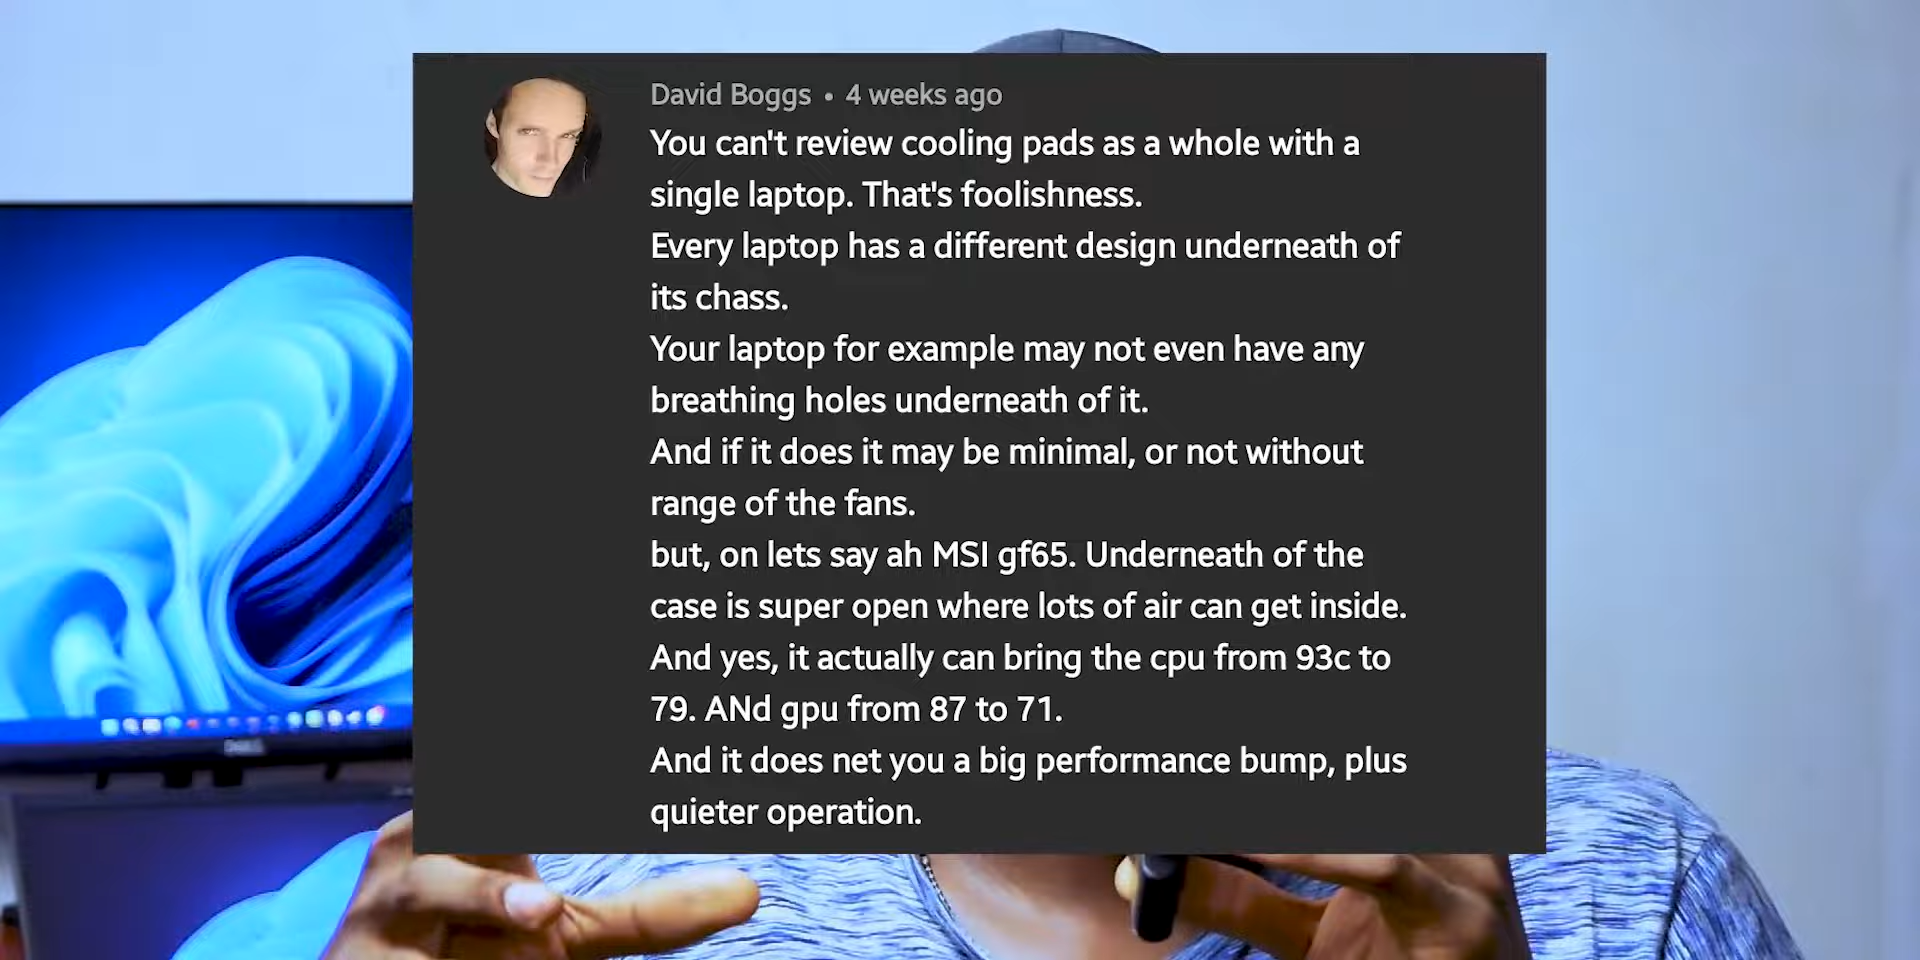 David Boggs • 4 weeks ago
You can't review cooling pads as a whole with a
single laptop. That's foolishness.
Every laptop has a different design underneath of
its chass.
Your laptop for example may not even have any
breathing holes underneath of it.
And if it does it may be minimal, or not without
range of the fans.
but, on lets say ah MSI gf65. Underneath of the
case is super open where lots of air can get inside.
And yes, it actually can bring the cpu from 93c to
79. ANd gpu from 87 to 71.
And it does net you a big performance bump, plus
quieter operation.
DELL